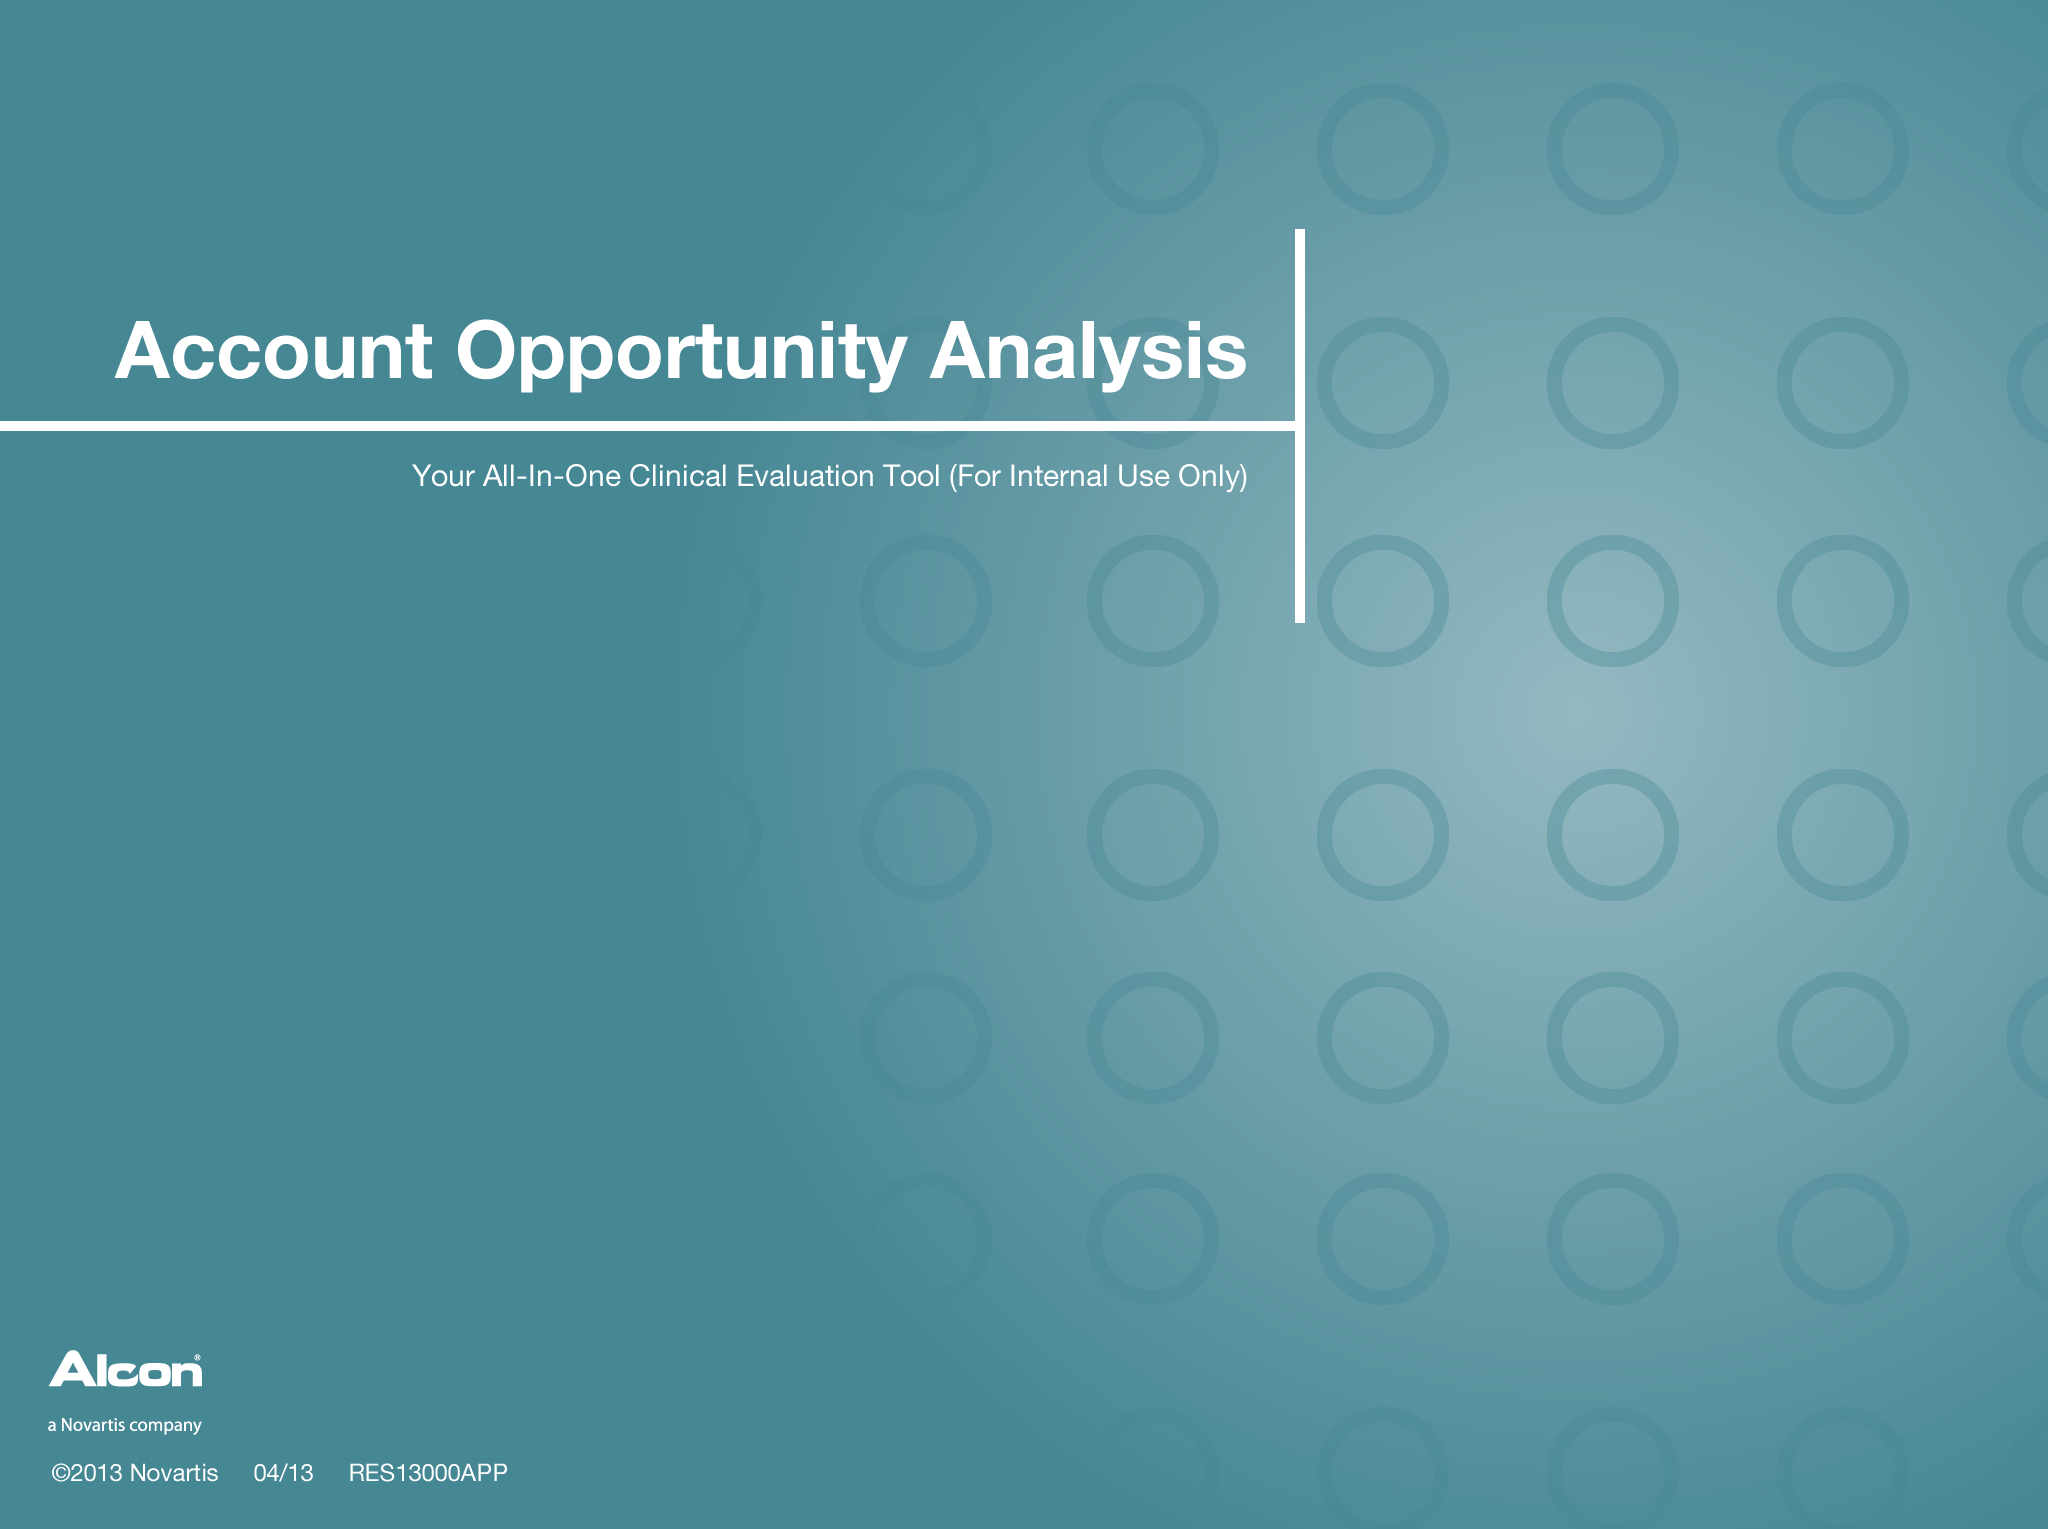 Account Opportunity Analysis
Your All-In-One Clinical Evaluation Tool (For Internal Use Only)
Alcon®
a Novartis company
©2013 Novartis 04/13 RES13000APP